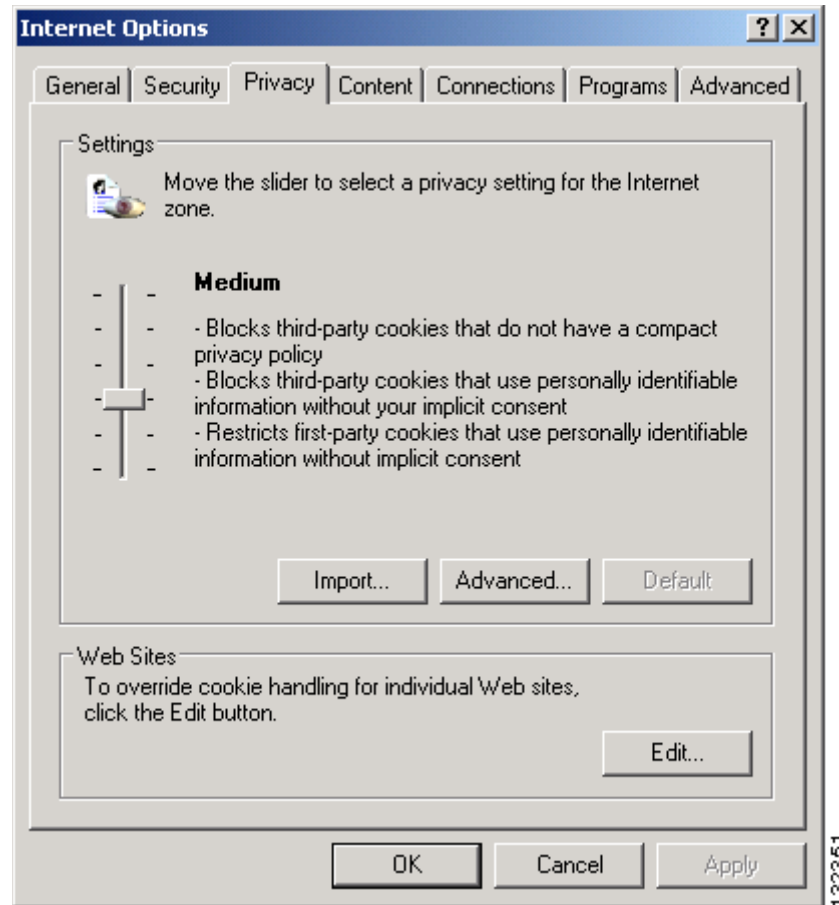 Internet Options
General Security Privacy Content Connections Programs Advanced
Settings
Move the slider to select a privacy setting for the Internet
zone.
Medium
- Blocks third-party cookies that do not have a compact
privacy policy
- Blocks third-party cookies that use personally identifiable
information without your implicit consent
- Restricts first-party cookies that use personally identifiable
information without implicit consent
Import... Advanced... Default
Web Sites
To override cookie handling for individual Web sites,
click the Edit button.
Edit...
OK Cancel Apply